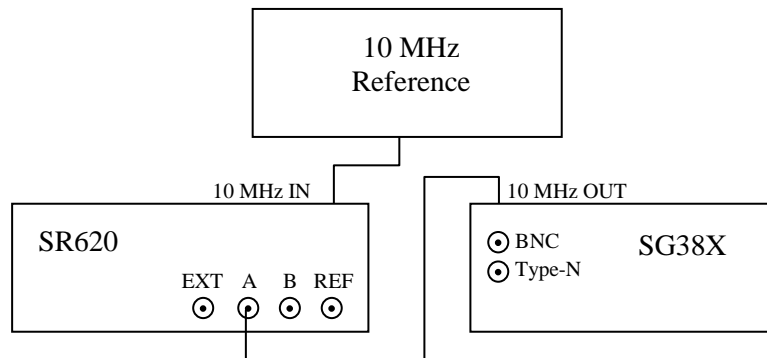 10 MHz
Reference
10 MHz IN
10 MHz OUT
SR620
EXT A B REF
BNC
Type-N
SG38X